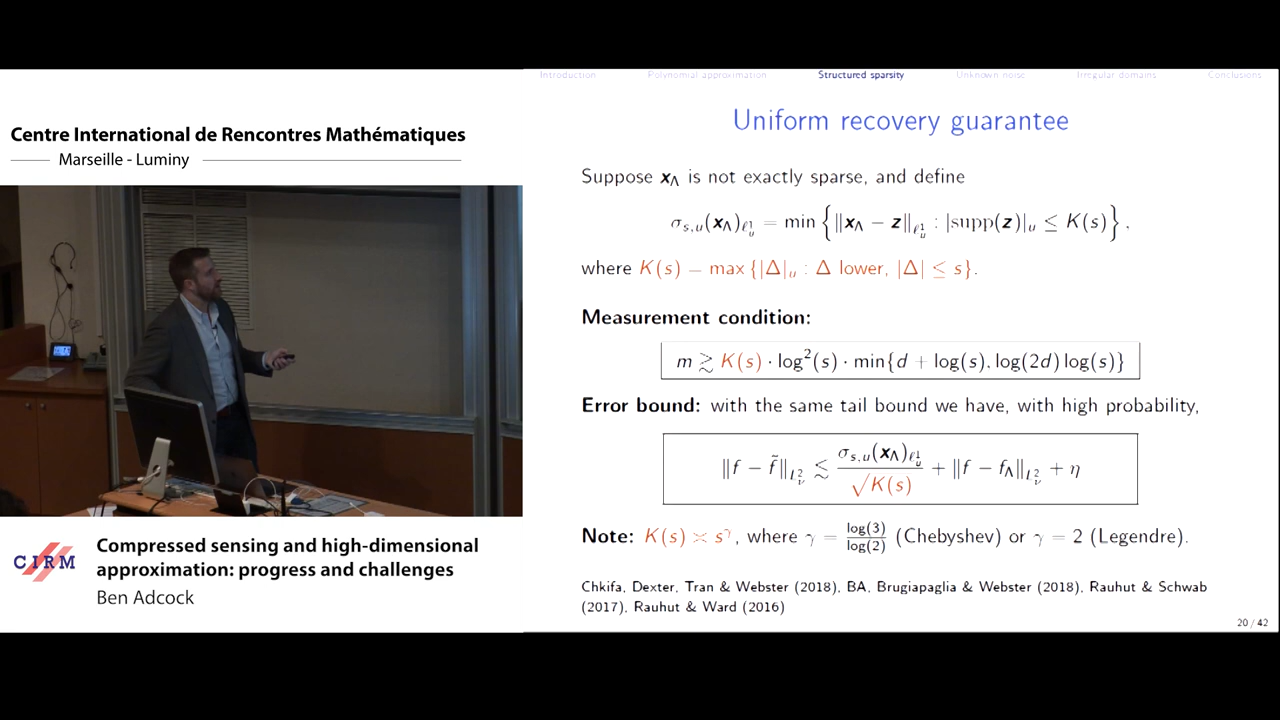 Centre International de Rencontres Mathématiques
Marseille - Luminy
CIRM
Compressed sensing and high-dimensional
approximation: progress and challenges
Ben Adcock
Introduction Polynomial approximation Structured sparsity Unknown noise Irregular domains Conclusions
Uniform recovery guarantee
Suppose x_Λ is not exactly sparse, and define
σ_{s,u}(x_Λ)_{ℓ^1_u} = min { ‖x_Λ − z‖_{ℓ^1_u} : |supp(z)|_u ≤ K(s) } ,
where K(s) = max {|Δ|_u : Δ lower, |Δ| ≤ s}.
Measurement condition:
m ≳ K(s) · log²(s) · min{d + log(s), log(2d) log(s)}
Error bound: with the same tail bound we have, with high probability,
‖f − f̃‖_{L^2_ν} ≲ σ_{s,u}(x_Λ)_{ℓ^1_u} / √K(s) + ‖f − f_Λ‖_{L^2_ν} + η
Note: K(s) ≍ s^γ, where γ = log(3)/log(2) (Chebyshev) or γ = 2 (Legendre).
Chkifa, Dexter, Tran & Webster (2018), BA, Brugiapaglia & Webster (2018), Rauhut & Schwab
(2017), Rauhut & Ward (2016)
20 / 42